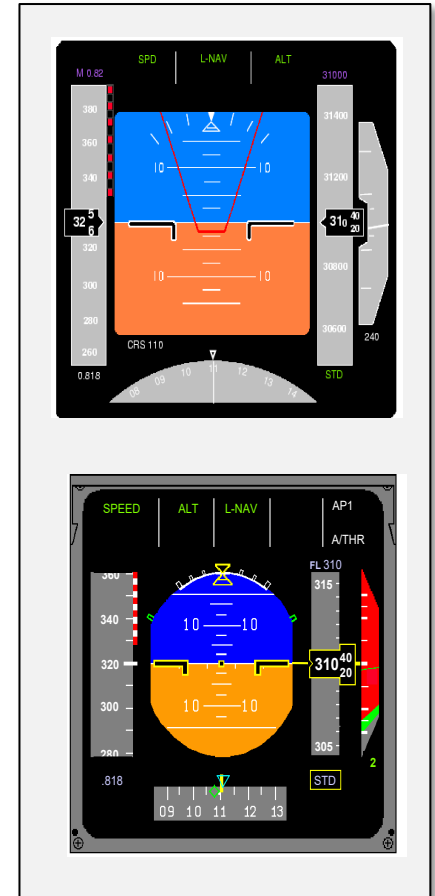 SPD L-NAV ALT
M 0.82 31000
380 31400
360
10 10
340 31200
32 5 6 310 40 20
320
300 10 10 30800
280 30600
260 CRS 110 240
0.818 08 09 10 11 12 13 14 STD
SPEED ALT L-NAV AP1
A/THR
FL 310
360 315
340 10 10
320 310 40 20
300 10 10
280 305
2
.818 STD
09 10 11 12 13